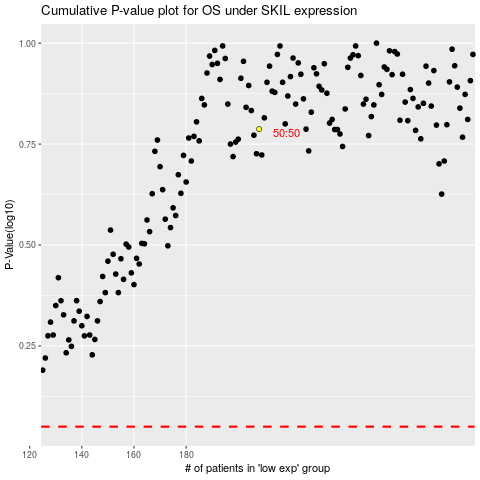 Cumulative P-value plot for OS under SKIL expression
1.00
0.75
0.50
0.25
P-Value(log10)
50:50
120 140 160 180
# of patients in 'low exp' group